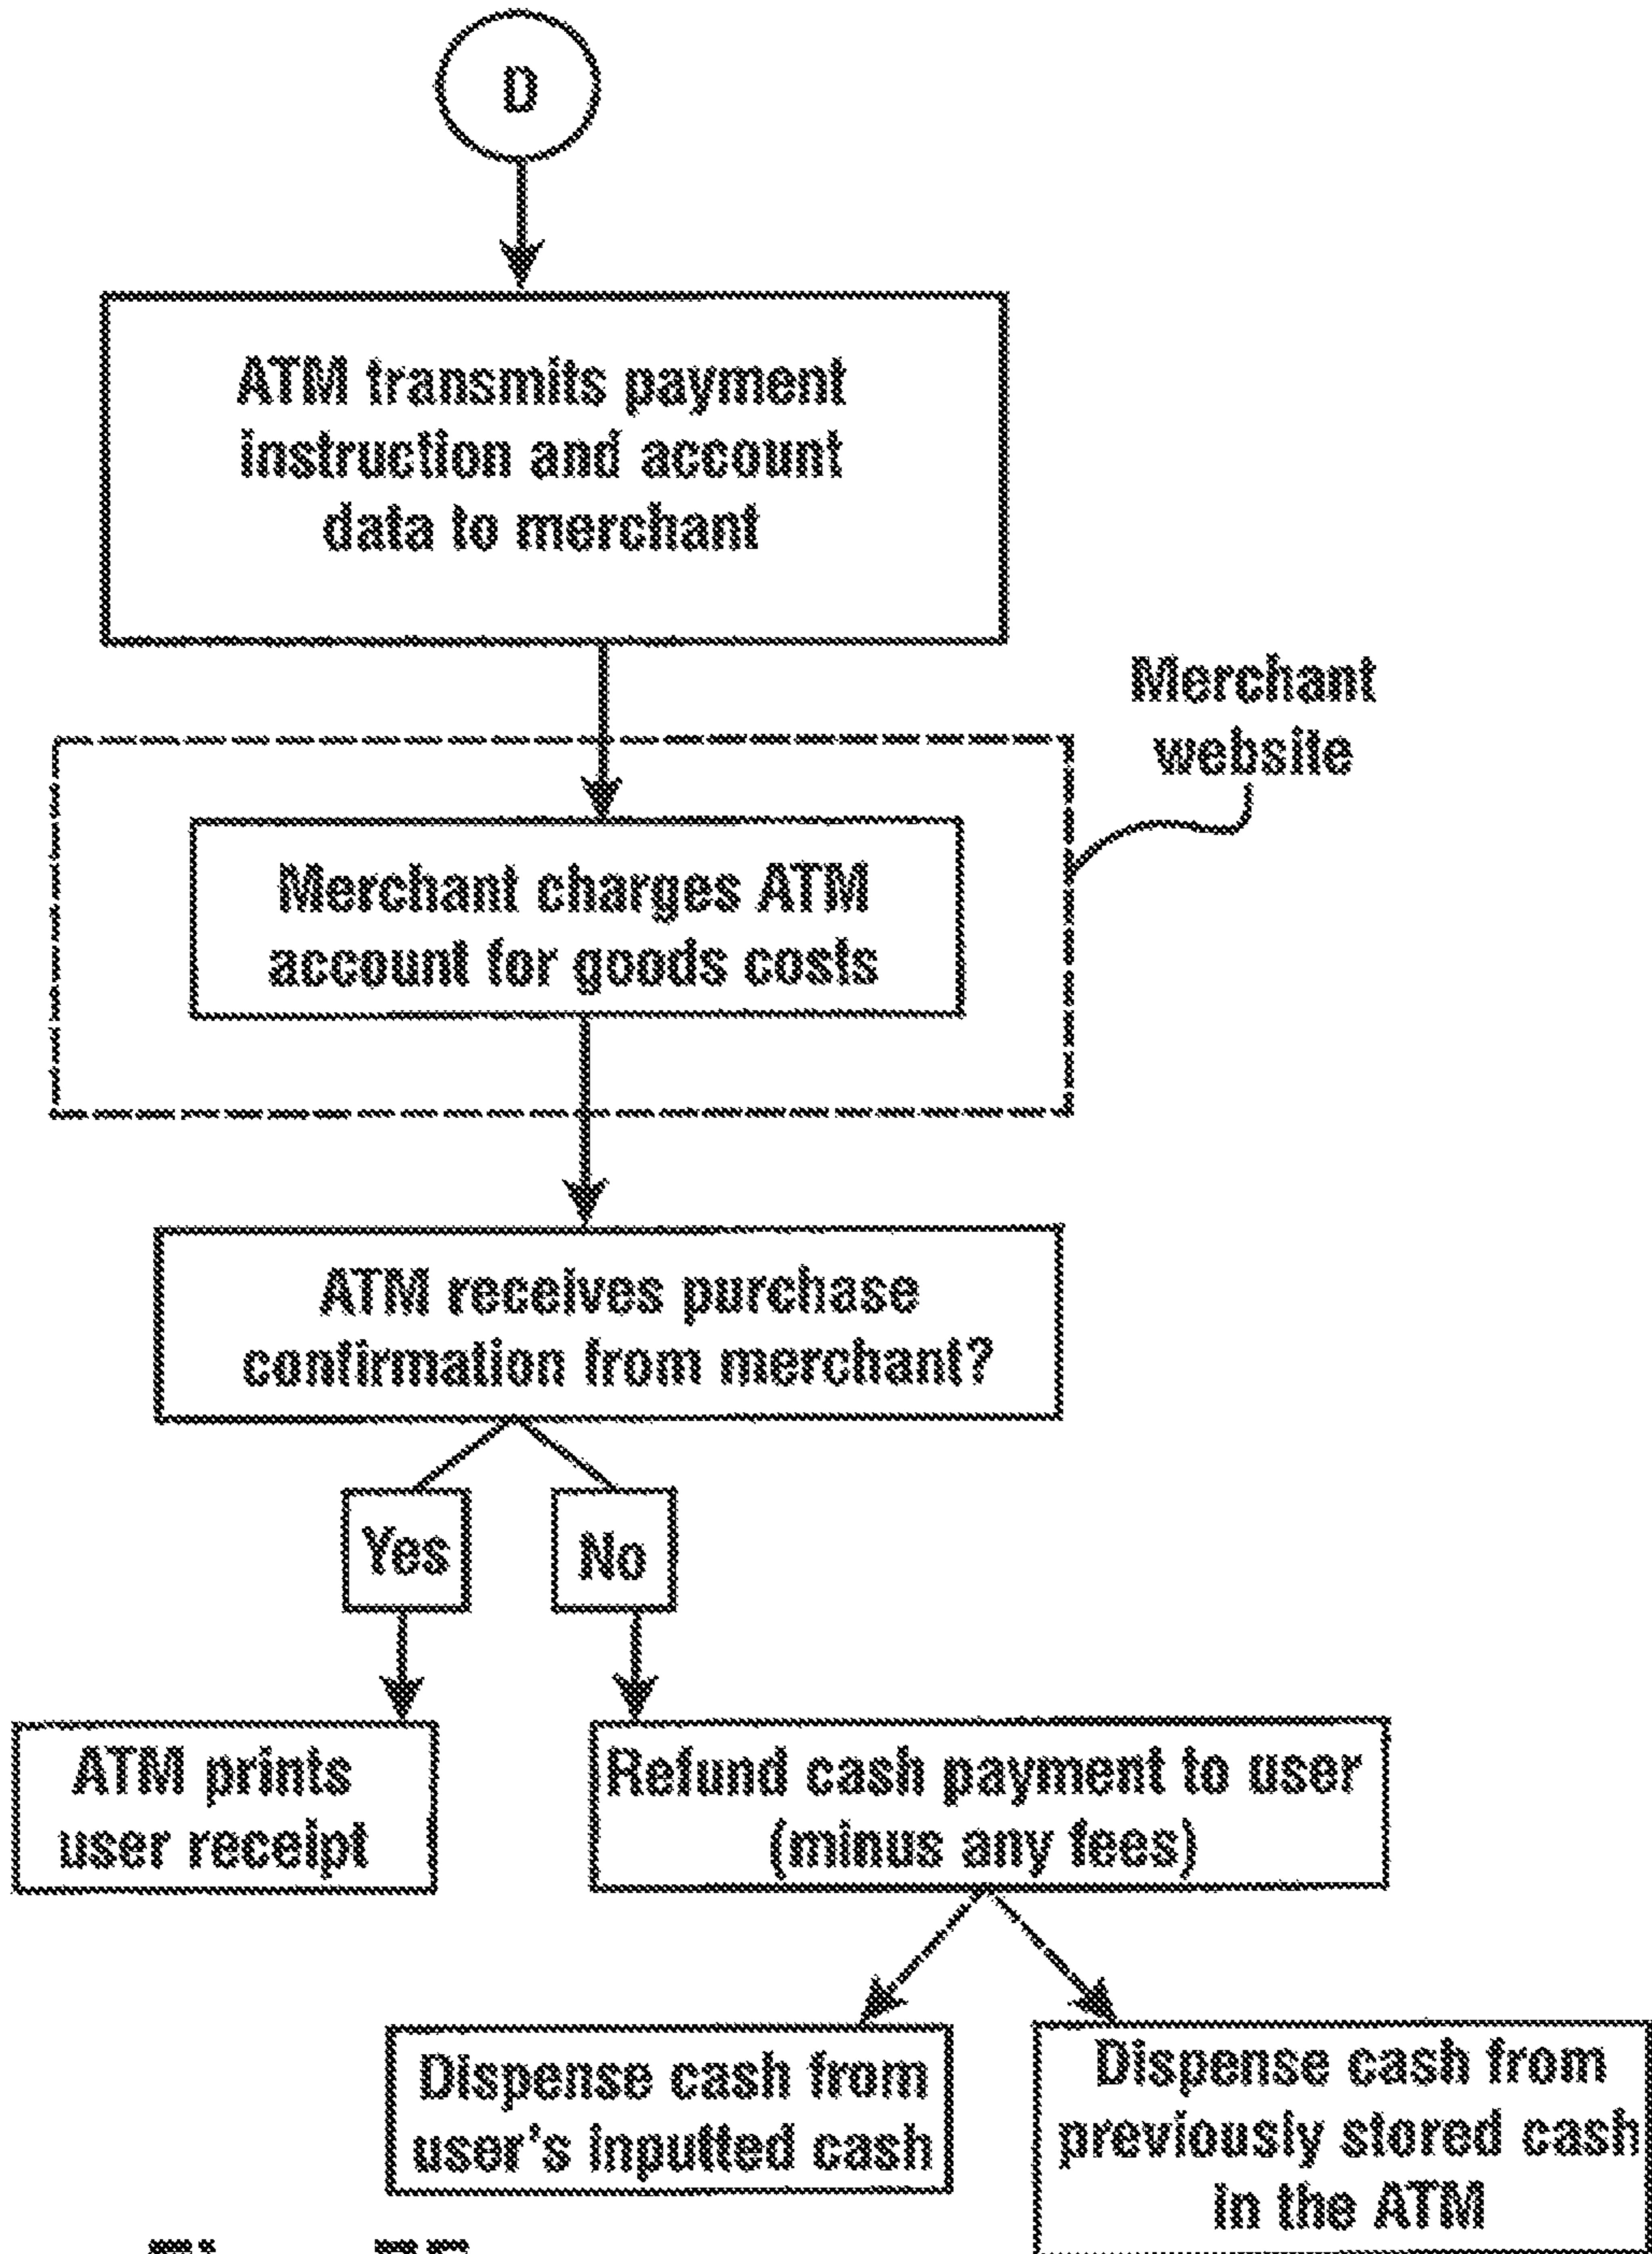 D
ATM transmits payment
instruction and account
data to merchant
Merchant
website
Merchant charges ATM
account for goods costs
ATM receives purchase
confirmation from merchant?
Yes
No
ATM prints
user receipt
Refund cash payment to user
(minus any fees)
Dispense cash from
user's inputted cash
Dispense cash from
previously stored cash
in the ATM